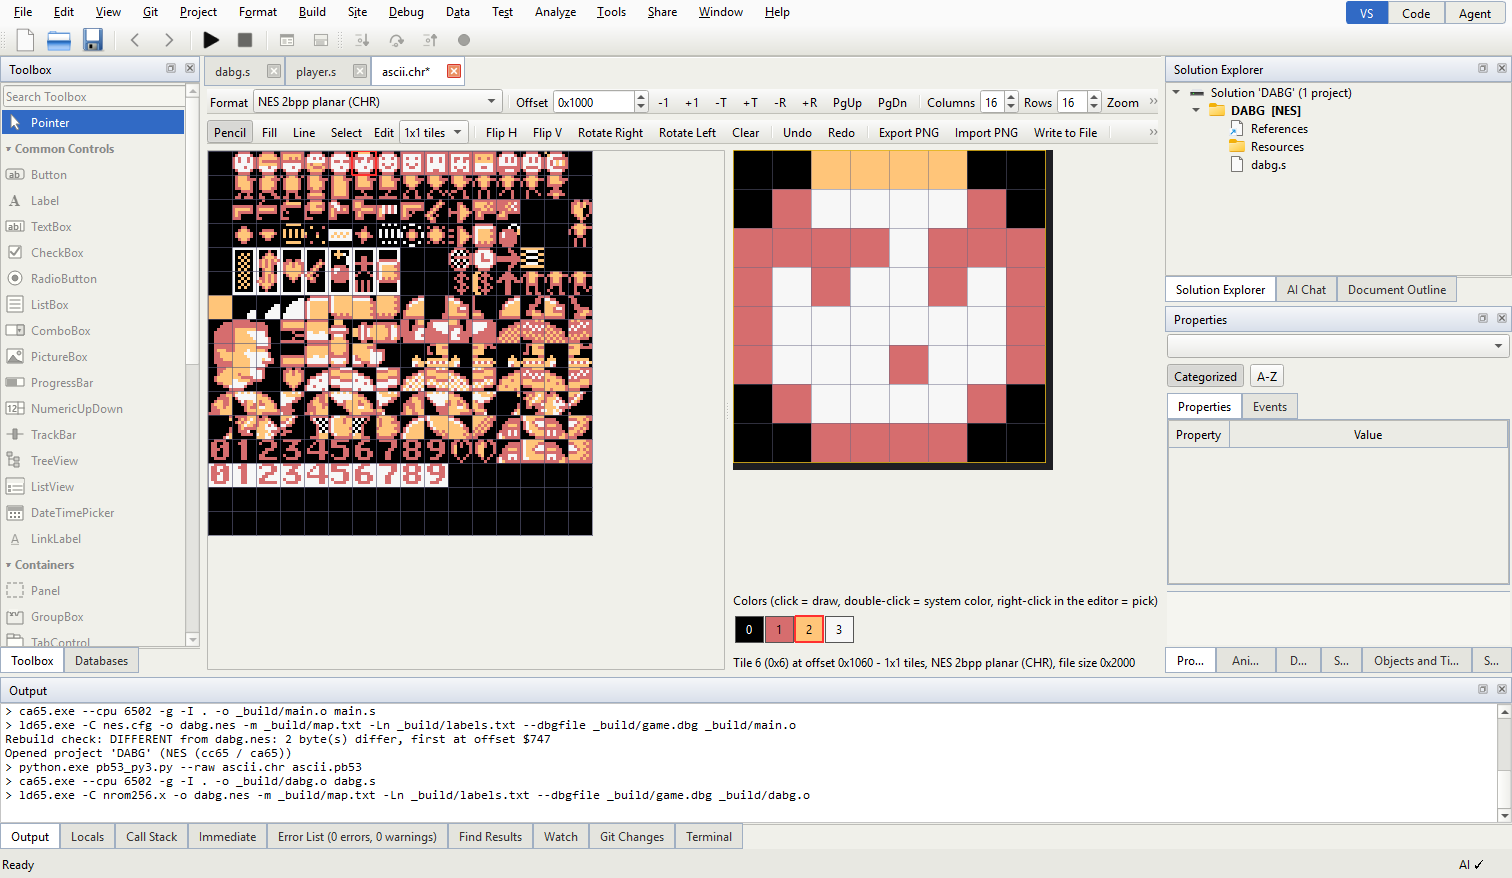 File Edit View Git Project Format Build Site Debug Data Test Analyze Tools Share Window Help
VS Code Agent
Toolbox
Search Toolbox
Pointer
Common Controls
Button
Label
TextBox
CheckBox
RadioButton
ListBox
ComboBox
PictureBox
ProgressBar
NumericUpDown
TrackBar
TreeView
ListView
DateTimePicker
LinkLabel
Containers
Panel
GroupBox
TabControl
Toolbox Databases
dabg.s player.s ascii.chr*
Format NES 2bpp planar (CHR) Offset 0x1000 -1 +1 -T +T -R +R PgUp PgDn Columns 16 Rows 16 Zoom
Pencil Fill Line Select Edit 1x1 tiles Flip H Flip V Rotate Right Rotate Left Clear Undo Redo Export PNG Import PNG Write to File
0123456789
0123456789
Colors (click = draw, double-click = system color, right-click in the editor = pick)
0 1 2 3
Tile 6 (0x6) at offset 0x1060 - 1x1 tiles, NES 2bpp planar (CHR), file size 0x2000
Solution Explorer
Solution 'DABG' (1 project)
DABG [NES]
References
Resources
dabg.s
Solution Explorer AI Chat Document Outline
Properties
Categorized A-Z
Properties Events
Property Value
Pro... Ani... D... S... Objects and Ti... S...
Output
> ca65.exe --cpu 6502 -g -I . -o _build/main.o main.s
> ld65.exe -C nes.cfg -o dabg.nes -m _build/map.txt -Ln _build/labels.txt --dbgfile _build/game.dbg _build/main.o
Rebuild check: DIFFERENT from dabg.nes: 2 byte(s) differ, first at offset $747
Opened project 'DABG' (NES (cc65 / ca65))
> python.exe pb53_py3.py --raw ascii.chr ascii.pb53
> ca65.exe --cpu 6502 -g -I . -o _build/dabg.o dabg.s
> ld65.exe -C nrom256.x -o dabg.nes -m _build/map.txt -Ln _build/labels.txt --dbgfile _build/game.dbg _build/dabg.o
Output Locals Call Stack Immediate Error List (0 errors, 0 warnings) Find Results Watch Git Changes Terminal
Ready
AI ✓